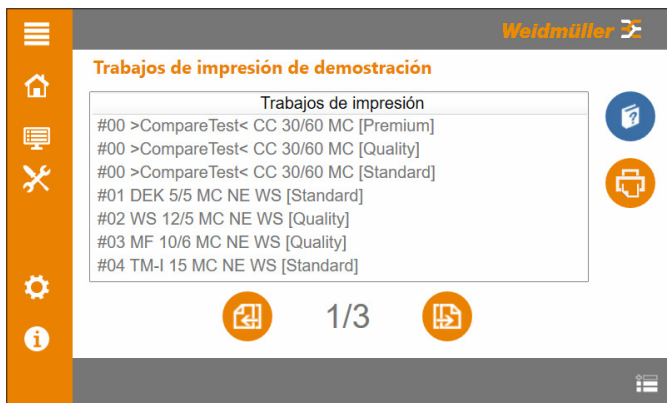 Weidmüller
Trabajos de impresión de demostración
Trabajos de impresión
#00 >CompareTest< CC 30/60 MC [Premium]
#00 >CompareTest< CC 30/60 MC [Quality]
#00 >CompareTest< CC 30/60 MC [Standard]
#01 DEK 5/5 MC NE WS [Standard]
#02 WS 12/5 MC NE WS [Quality]
#03 MF 10/6 MC NE WS [Quality]
#04 TM-I 15 MC NE WS [Standard]
1/3